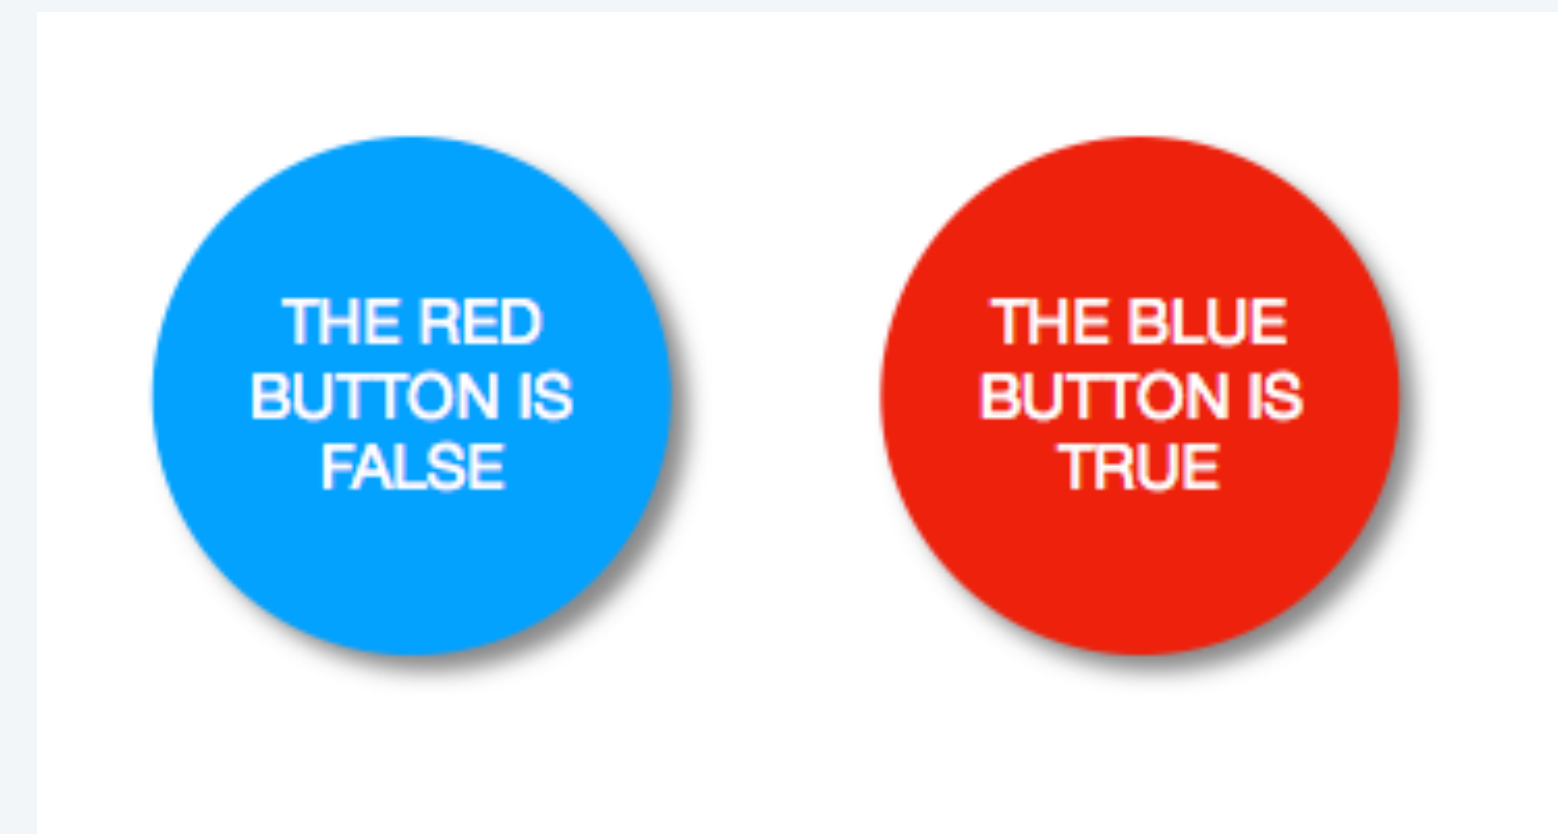 THE RED
BUTTON IS
FALSE
THE BLUE
BUTTON IS
TRUE